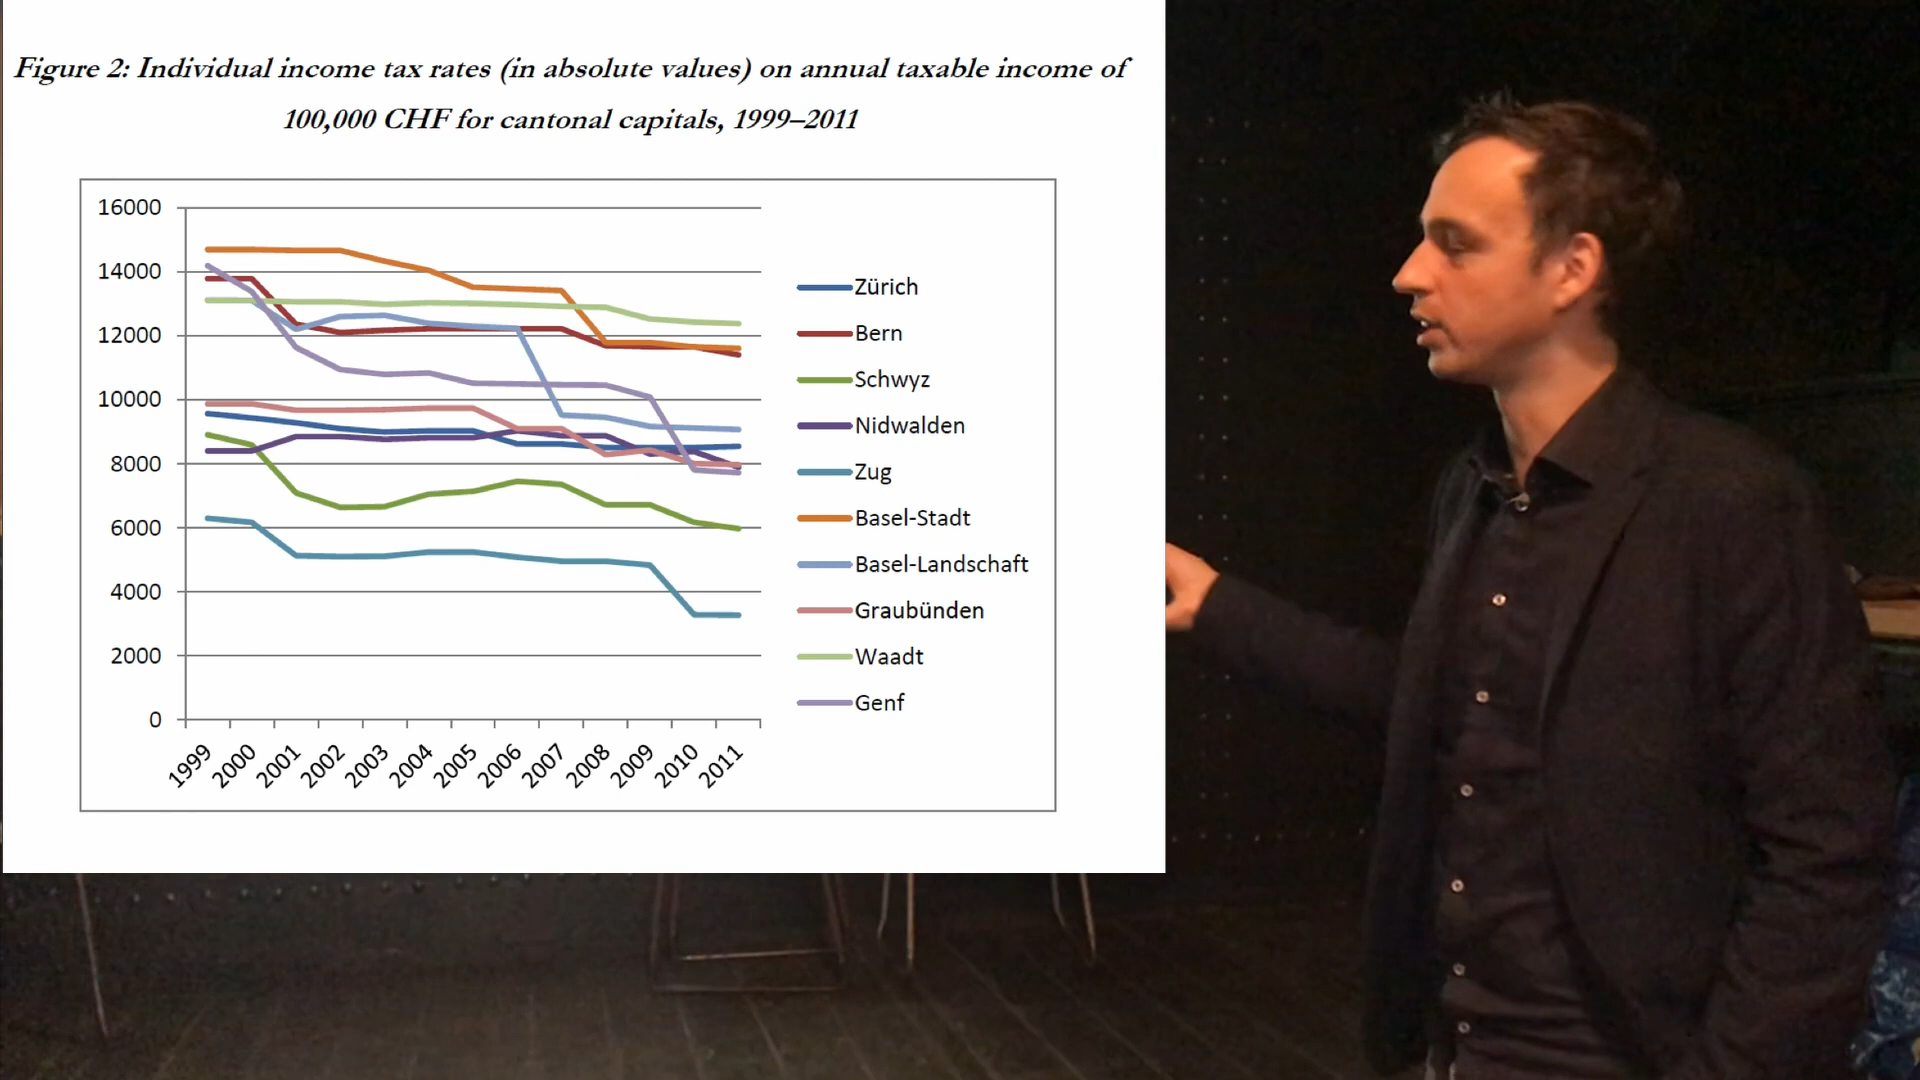 Figure 2: Individual income tax rates (in absolute values) on annual taxable income of
100,000 CHF for cantonal capitals, 1999–2011
16000
14000
12000
10000
8000
6000
4000
2000
0
1999
2000
2001
2002
2003
2004
2005
2006
2007
2008
2009
2010
2011
Zürich
Bern
Schwyz
Nidwalden
Zug
Basel-Stadt
Basel-Landschaft
Graubünden
Waadt
Genf